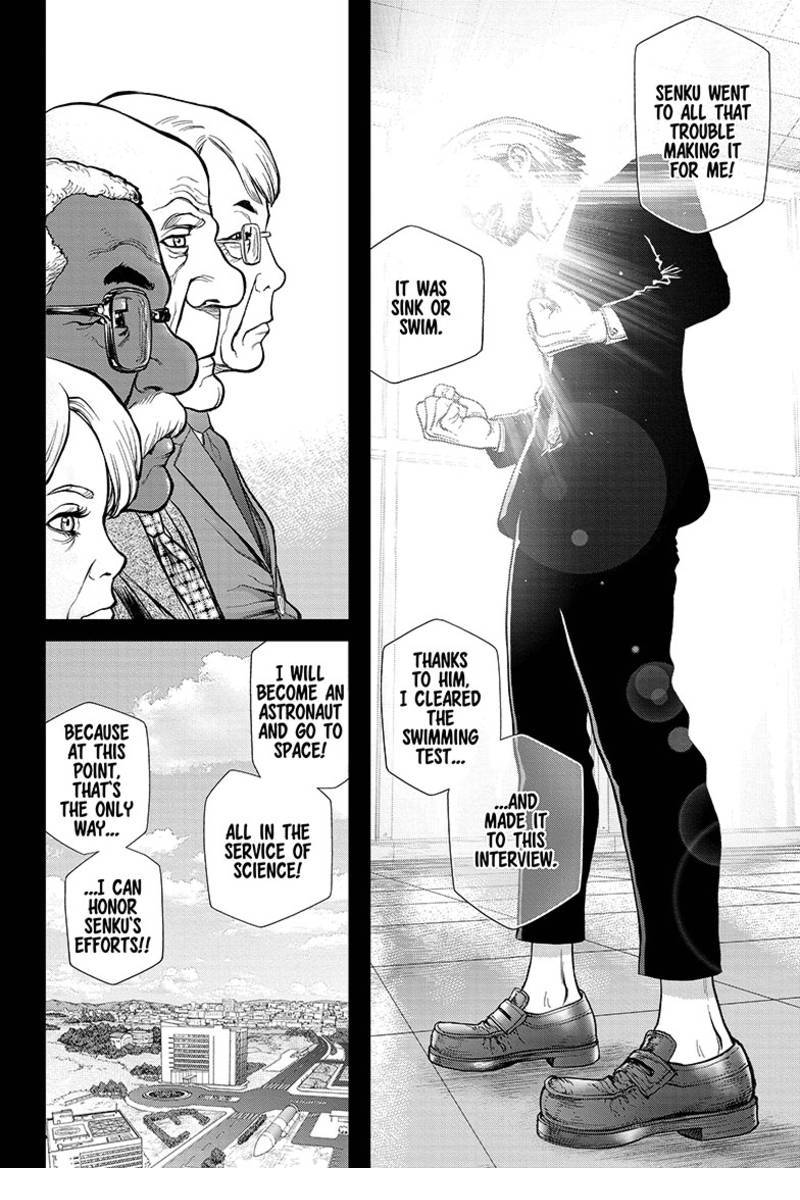 SENKU WENT
TO ALL THAT
TROUBLE
MAKING IT
FOR ME!
IT WAS
SINK OR
SWIM.
THANKS
TO HIM,
I CLEARED
THE
SWIMMING
TEST...
...AND
MADE IT
TO THIS
INTERVIEW.
I WILL
BECOME AN
ASTRONAUT
AND GO TO
SPACE!
ALL IN THE
SERVICE OF
SCIENCE!
BECAUSE
AT THIS
POINT,
THAT'S
THE ONLY
WAY...
...I CAN
HONOR
SENKU'S
EFFORTS!!